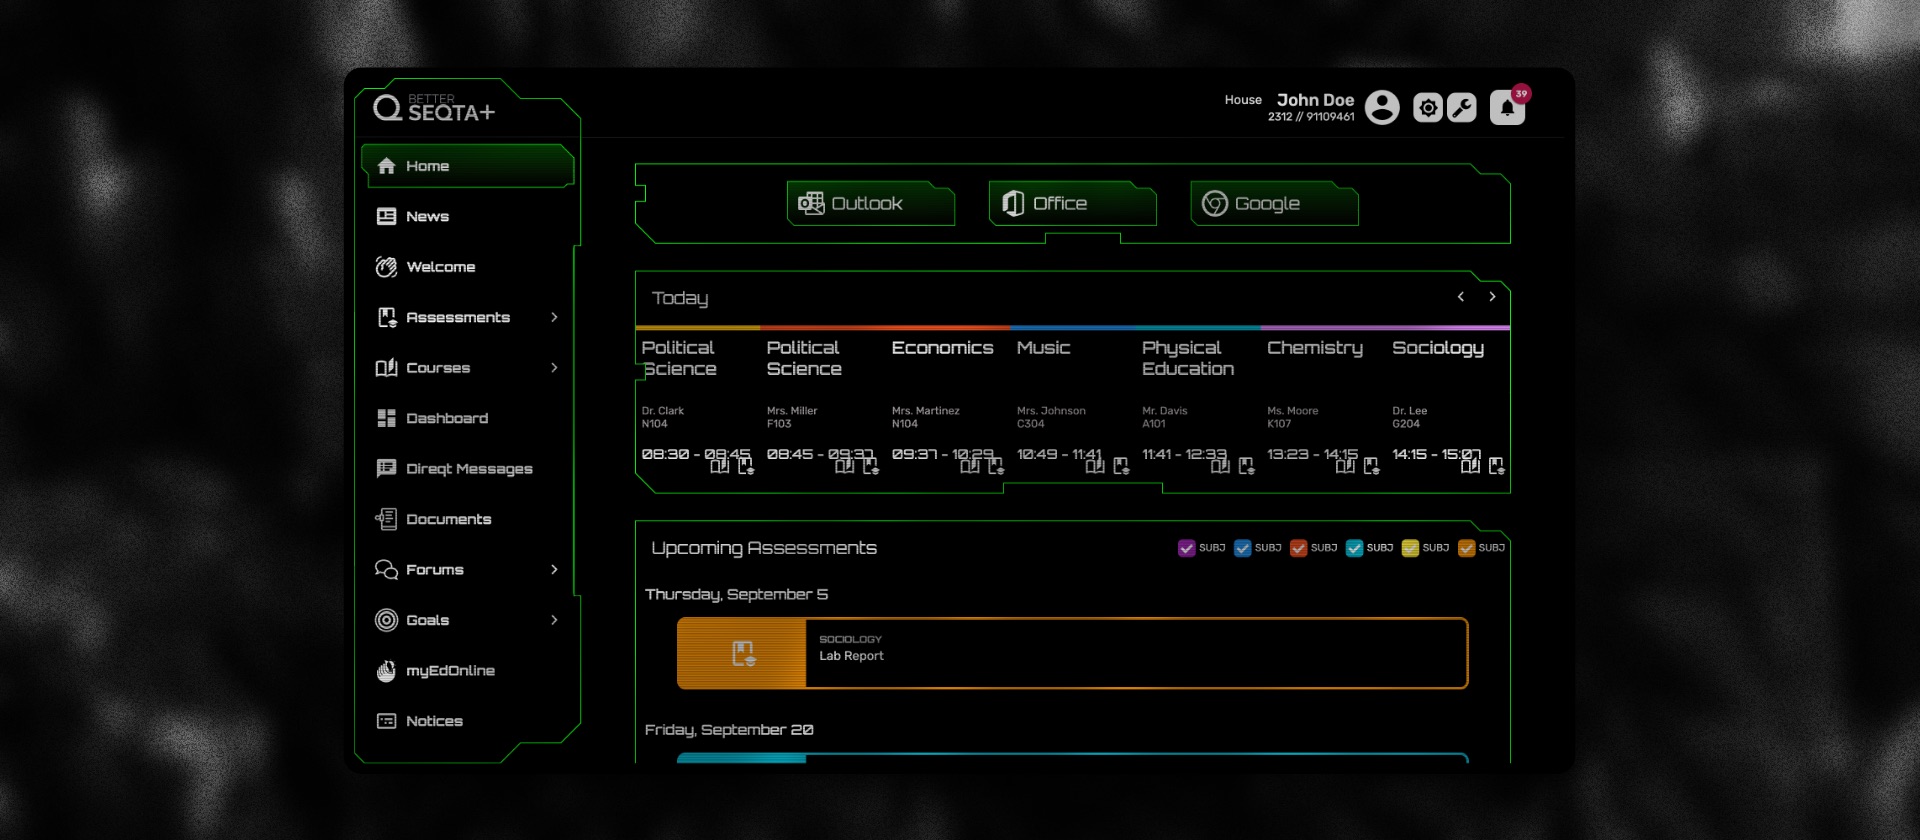 BETTER
SEQTA+
House
John Doe
2312 // 91109461
39
Home
News
Welcome
Assessments
Courses
Dashboard
Direqt Messages
Documents
Forums
Goals
myEdOnline
Notices
Outlook
Office
Google
Today
Political Science
Dr. Clark
N104
08:30 - 08:45
Political Science
Mrs. Miller
F103
08:45 - 09:37
Economics
Mrs. Martinez
N104
09:37 - 10:29
Music
Mrs. Johnson
C304
10:49 - 11:41
Physical Education
Mr. Davis
A101
11:41 - 12:33
Chemistry
Ms. Moore
K107
13:23 - 14:15
Sociology
Dr. Lee
G204
14:15 - 15:07
Upcoming Assessments
SUBJ
SUBJ
SUBJ
SUBJ
SUBJ
SUBJ
Thursday, September 5
SOCIOLOGY
Lab Report
Friday, September 20